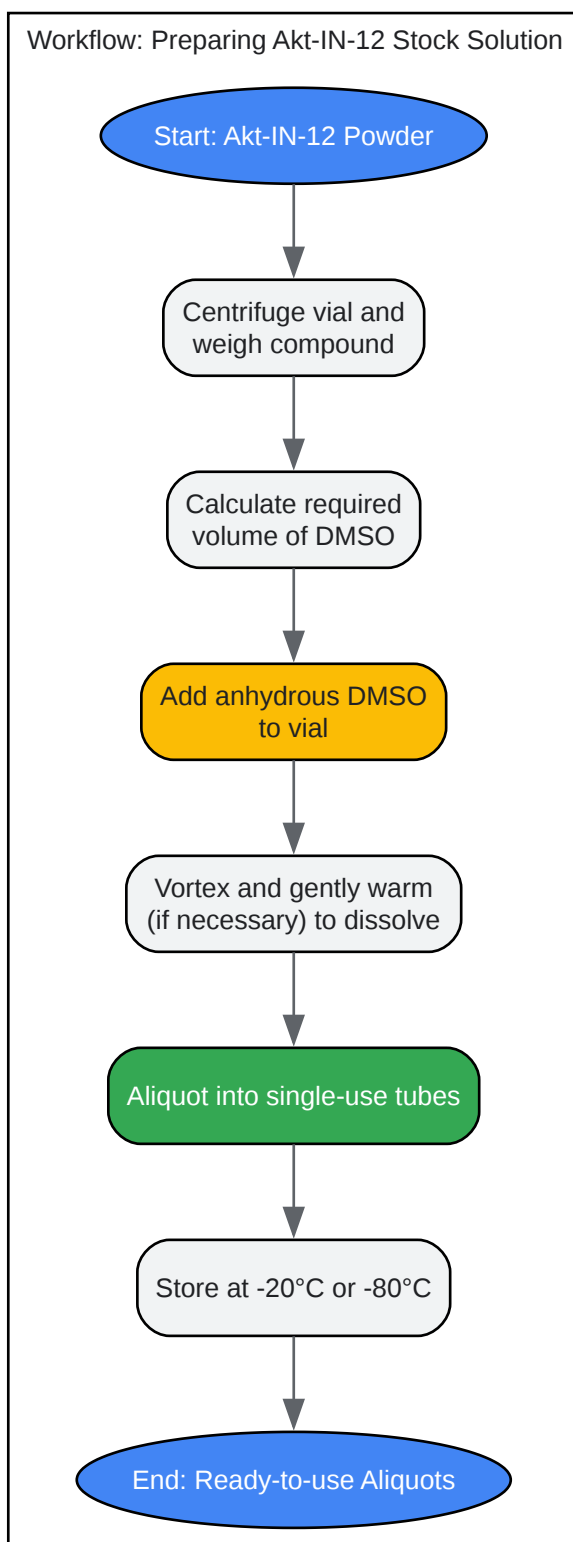 Workflow: Preparing Akt-IN-12 Stock Solution
Start: Akt-IN-12 Powder
Centrifuge vial and
weigh compound
Calculate required
volume of DMSO
Add anhydrous DMSO
to vial
Vortex and gently warm
(if necessary) to dissolve
Aliquot into single-use tubes
Store at -20°C or -80°C
End: Ready-to-use Aliquots